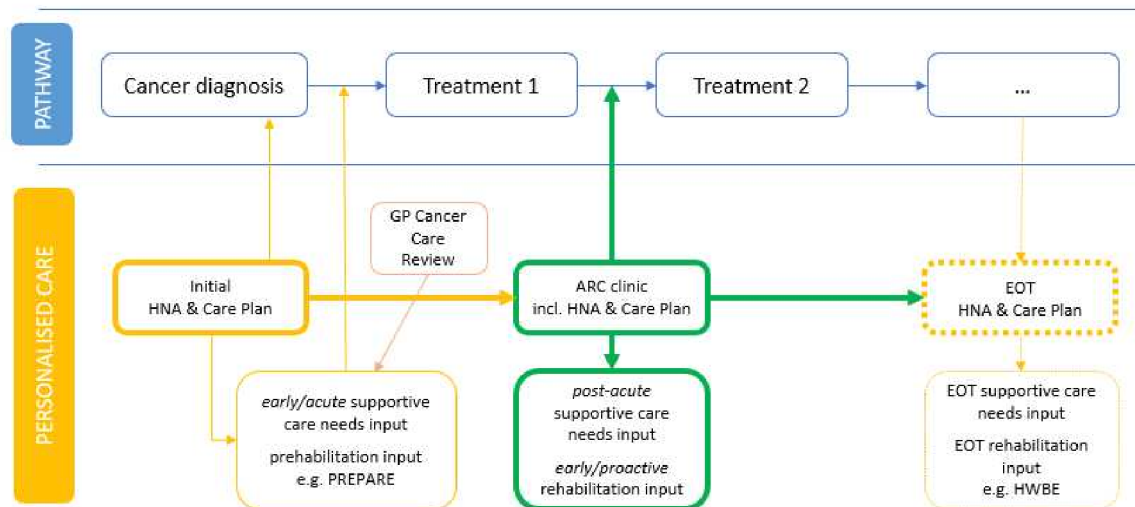 PATHWAY
Cancer diagnosis
Treatment 1
Treatment 2
...
PERSONALISED CARE
GP Cancer
Care
Review
Initial
HNA & Care Plan
ARC clinic
incl. HNA & Care Plan
EOT
HNA & Care Plan
early/acute supportive
care needs input
prehabilitation input
e.g. PREPARE
post-acute
supportive care
needs input
early/proactive
rehabilitation input
EOT supportive care
needs input
EOT rehabilitation
input
e.g. HWBE